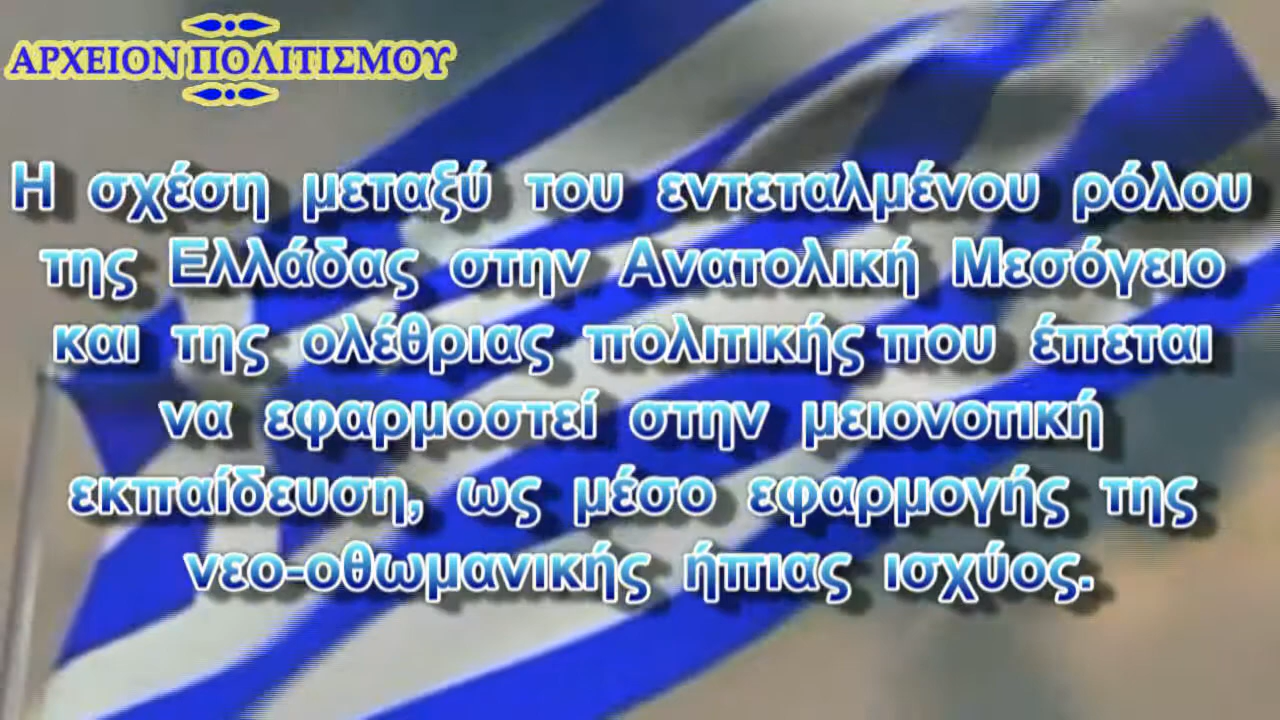 ΑΡΧΕΙΟΝ ΠΟΛΙΤΙΣΜΟΥ
Η σχέση μεταξύ του εντεταλμένου ρόλου
της Ελλάδας στην Ανατολική Μεσόγειο
και της ολέθριας πολιτικής που έπεται
να εφαρμοστεί στην μειονοτική
εκπαίδευση, ως μέσο εφαρμογής της
νεο-οθωμανικής ήπιας ισχύος.